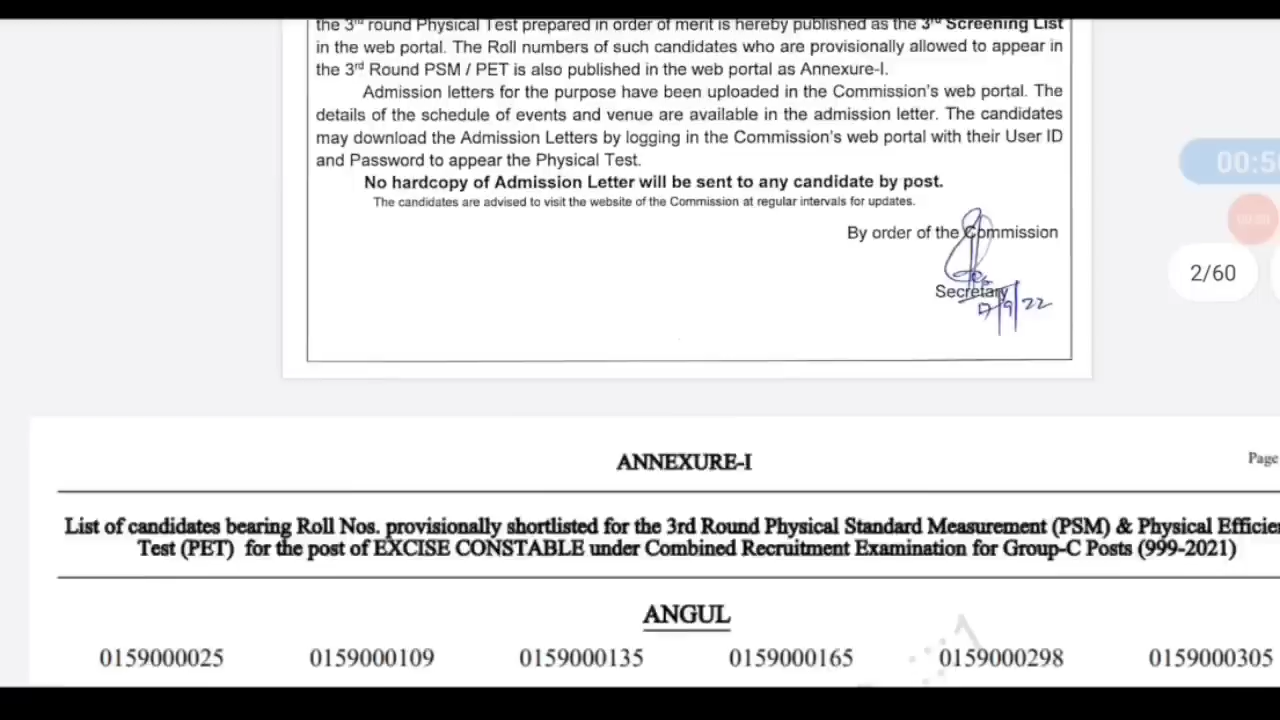 the 3rd round Physical Test prepared in order of merit is hereby published as the 3rd Screening List
in the web portal. The Roll numbers of such candidates who are provisionally allowed to appear in
the 3rd Round PSM / PET is also published in the web portal as Annexure-I.
Admission letters for the purpose have been uploaded in the Commission's web portal. The
details of the schedule of events and venue are available in the admission letter. The candidates
may download the Admission Letters by logging in the Commission's web portal with their User ID
and Password to appear the Physical Test.
No hardcopy of Admission Letter will be sent to any candidate by post.
The candidates are advised to visit the website of the Commission at regular intervals for updates.
By order of the Commission
Secretary
2/60
ANNEXURE-I
Page
List of candidates bearing Roll Nos. provisionally shortlisted for the 3rd Round Physical Standard Measurement (PSM) & Physical Efficie
Test (PET) for the post of EXCISE CONSTABLE under Combined Recruitment Examination for Group-C Posts (999-2021)
ANGUL
0159000025 0159000109 0159000135 0159000165 0159000298 0159000305